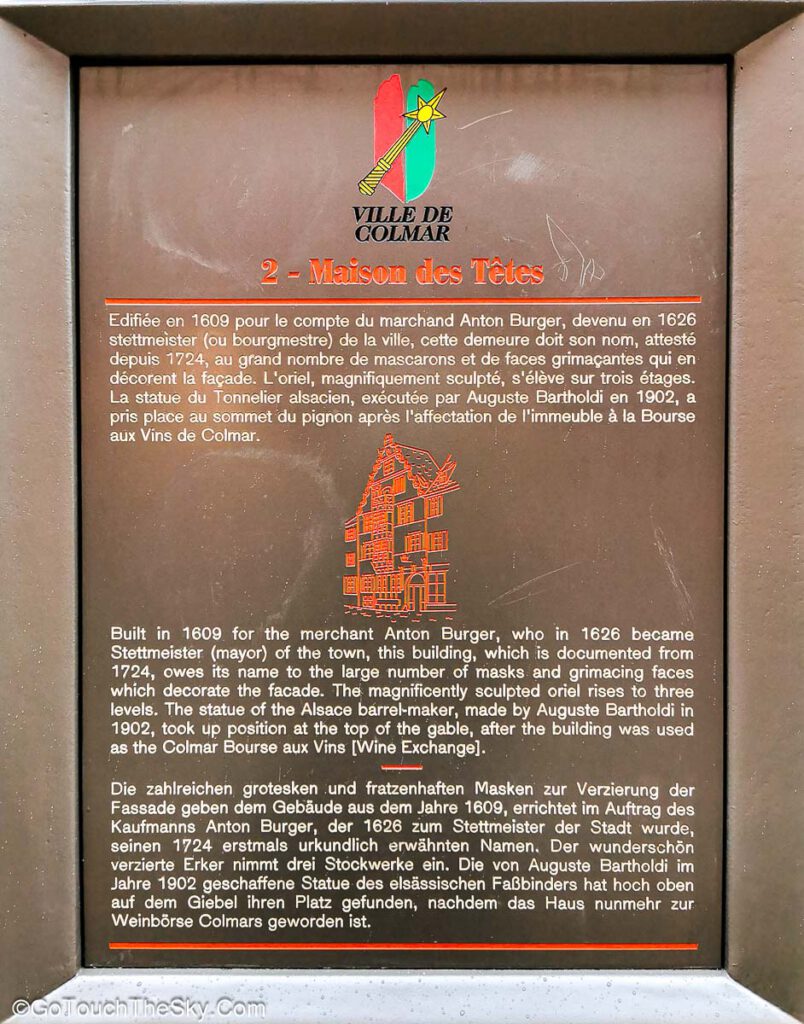 VILLE DE
COLMAR
2 - Maison des Têtes
Edifiée en 1609 pour le compte du marchand Anton Burger, devenu en 1626
stettmeister (ou bourgmestre) de la ville, cette demeure doit son nom, attesté
depuis 1724, au grand nombre de mascarons et de faces grimaçantes qui en
décorent la façade. L'oriel, magnifiquement sculpté, s'élève sur trois étages.
La statue du Tonnelier alsacien, exécutée par Auguste Bartholdi en 1902, a
pris place au sommet du pignon après l'affectation de l'immeuble à la Bourse
aux Vins de Colmar.
Built in 1609 for the merchant Anton Burger, who in 1626 became
Stettmeister (mayor) of the town, this building, which is documented from
1724, owes its name to the large number of masks and grimacing faces
which decorate the facade. The magnificently sculpted oriel rises to three
levels. The statue of the Alsace barrel-maker, made by Auguste Bartholdi in
1902, took up position at the top of the gable, after the building was used
as the Colmar Bourse aux Vins [Wine Exchange].
Die zahlreichen grotesken und fratzenhaften Masken zur Verzierung der
Fassade geben dem Gebäude aus dem Jahre 1609, errichtet im Auftrag des
Kaufmanns Anton Burger, der 1626 zum Stettmeister der Stadt wurde,
seinen 1724 erstmals urkundlich erwähnten Namen. Der wunderschön
verzierte Erker nimmt drei Stockwerke ein. Die von Auguste Bartholdi im
Jahre 1902 geschaffene Statue des elsässischen Faßbinders hat hoch oben
auf dem Giebel ihren Platz gefunden, nachdem das Haus nunmehr zur
Weinbörse Colmars geworden ist.
©GoTouchTheSky.Com